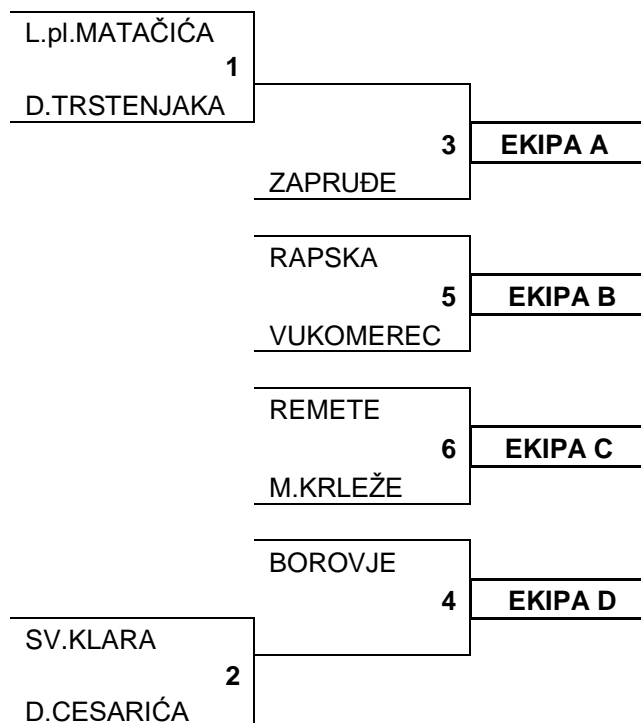 L.pl.MATAČIĆA
1
D.TRSTENJAKA
3 EKIPA A
ZAPRUĐE
RAPSKA
5 EKIPA B
VUKOMEREC
REMETE
6 EKIPA C
M.KRLEŽE
BOROVJE
4 EKIPA D
SV.KLARA
2
D.CESARIĆA